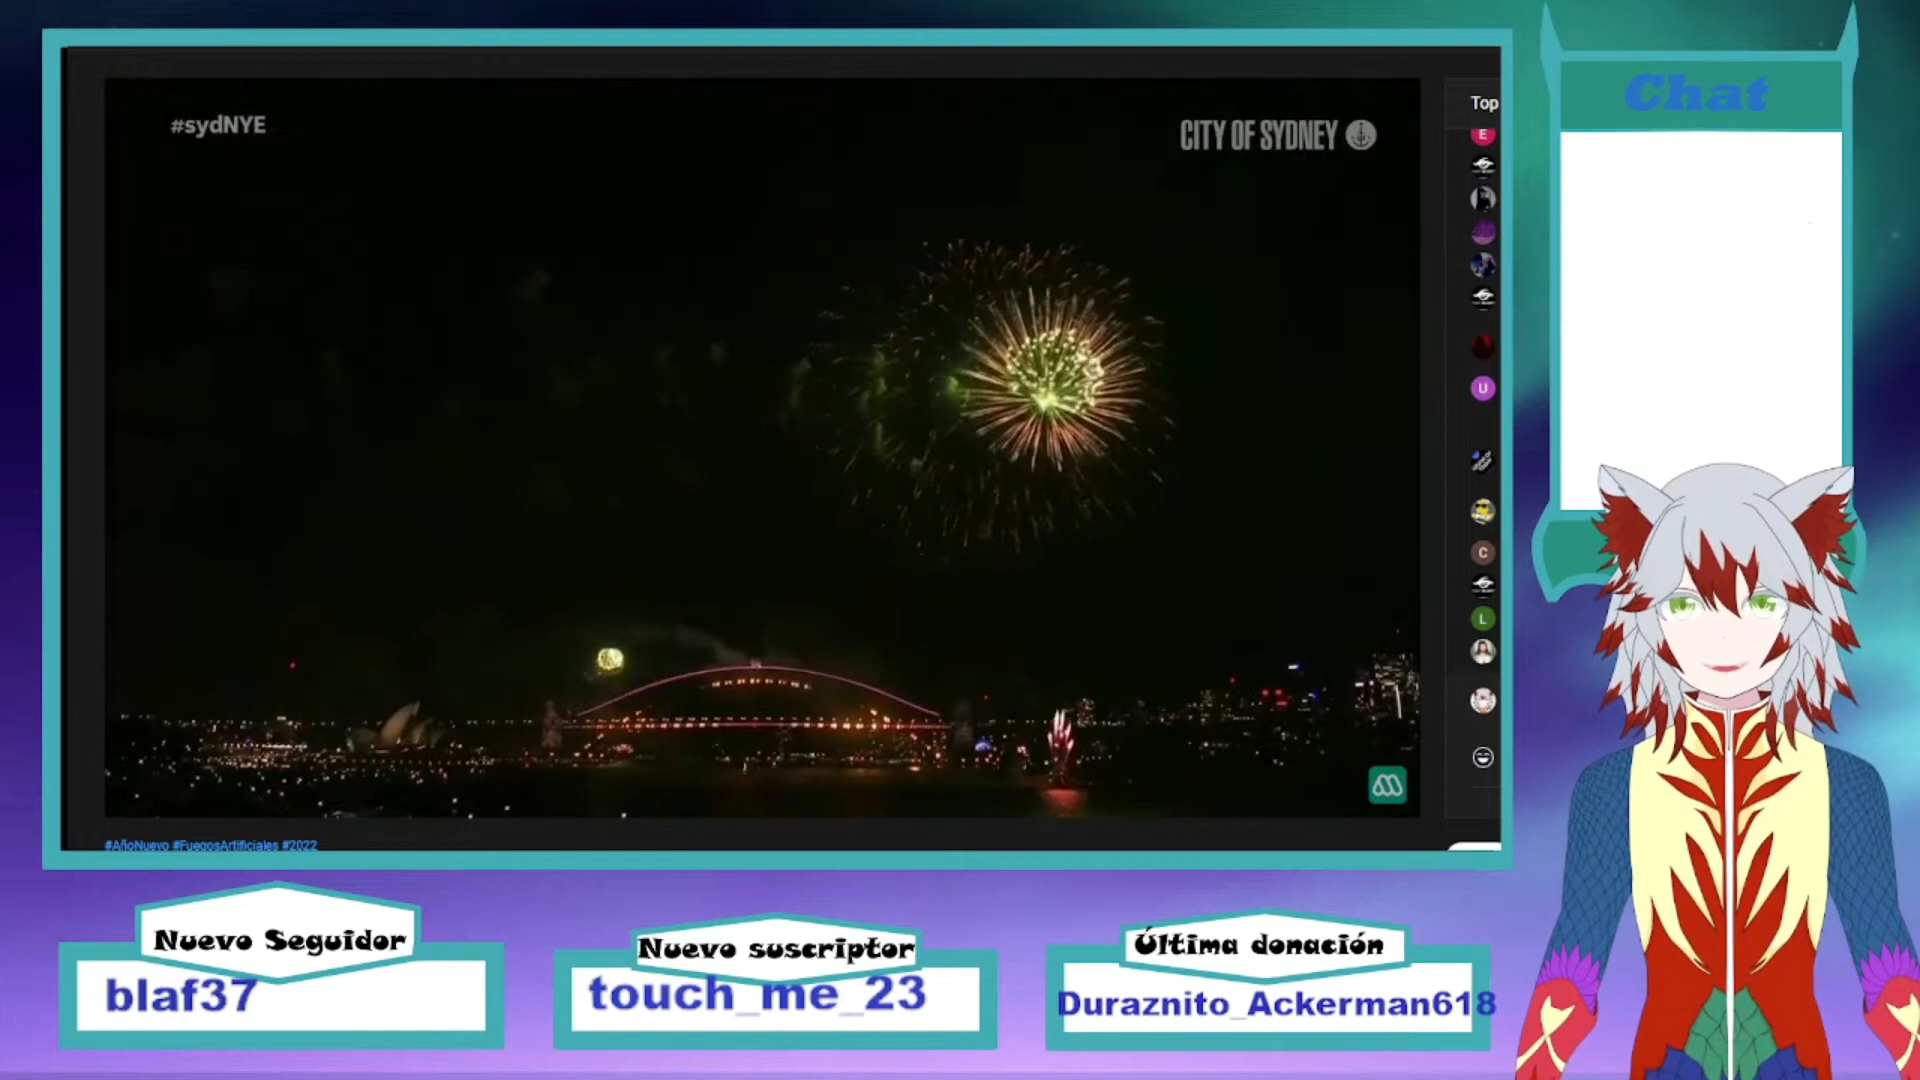 #sydNYE
CITY OF SYDNEY
Top
E
U
C
L
#AñoNuevo #FuegosArtificiales #2022
Chat
Nuevo Seguidor
blaf37
Nuevo suscriptor
touch_me_23
Última donación
Duraznito_Ackerman618